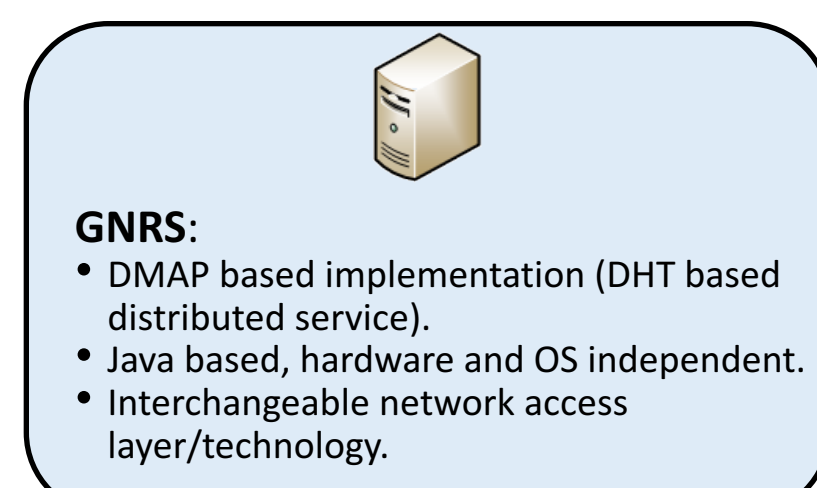 GNRS:
• DMAP based implementation (DHT based
distributed service).
• Java based, hardware and OS independent.
• Interchangeable network access
layer/technology.